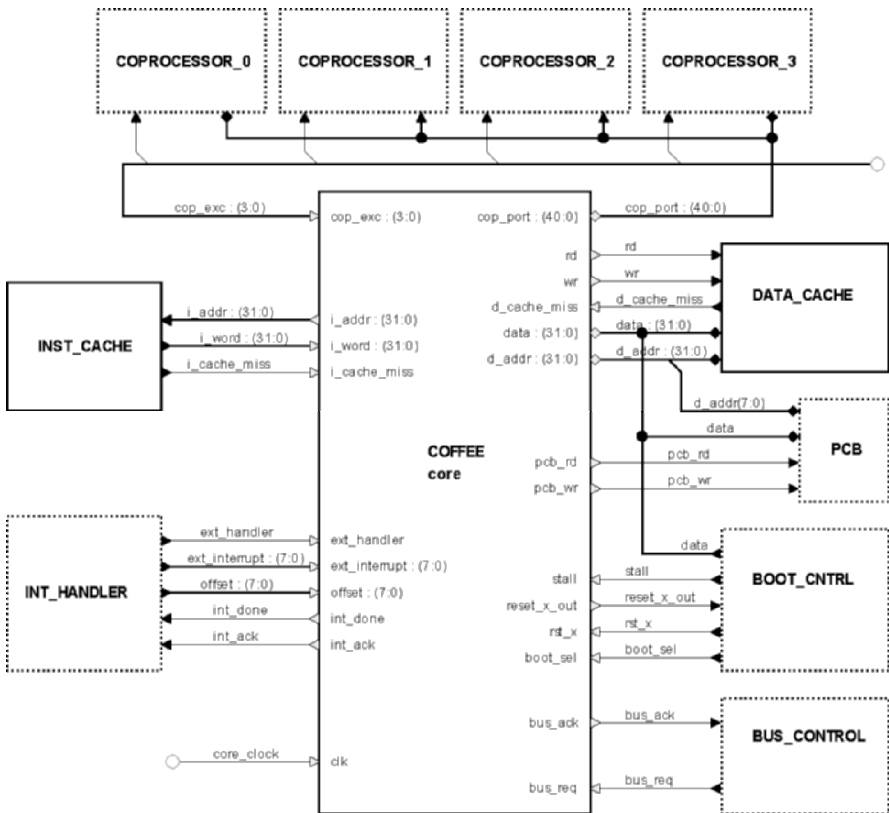 COPROCESSOR_0
COPROCESSOR_1
COPROCESSOR_2
COPROCESSOR_3
cop_exc : (3:0)
cop_exc : (3:0)
cop_port : (40:0)
cop_port : (40:0)
rd
rd
wr
wr
d_cache_miss
d_cache_miss
data : (31:0)
data : (31:0)
d_addr : (31:0)
d_addr : (31:0)
DATA_CACHE
INST_CACHE
i_addr : (31:0)
i_addr : (31:0)
i_word : (31:0)
i_word : (31:0)
i_cache_miss
i_cache_miss
d_addr(7:0)
data
PCB
COFFEE
core
pcb_rd
pcb_rd
pcb_wr
pcb_wr
INT_HANDLER
ext_handler
ext_handler
ext_interrupt : (7:0)
ext_interrupt : (7:0)
offset : (7:0)
offset : (7:0)
int_done
int_done
int_ack
int_ack
data
BOOT_CNTRL
stall
stall
reset_x_out
reset_x_out
rst_x
rst_x
boot_sel
boot_sel
bus_ack
bus_ack
BUS_CONTROL
core_clock
clk
bus_req
bus_req